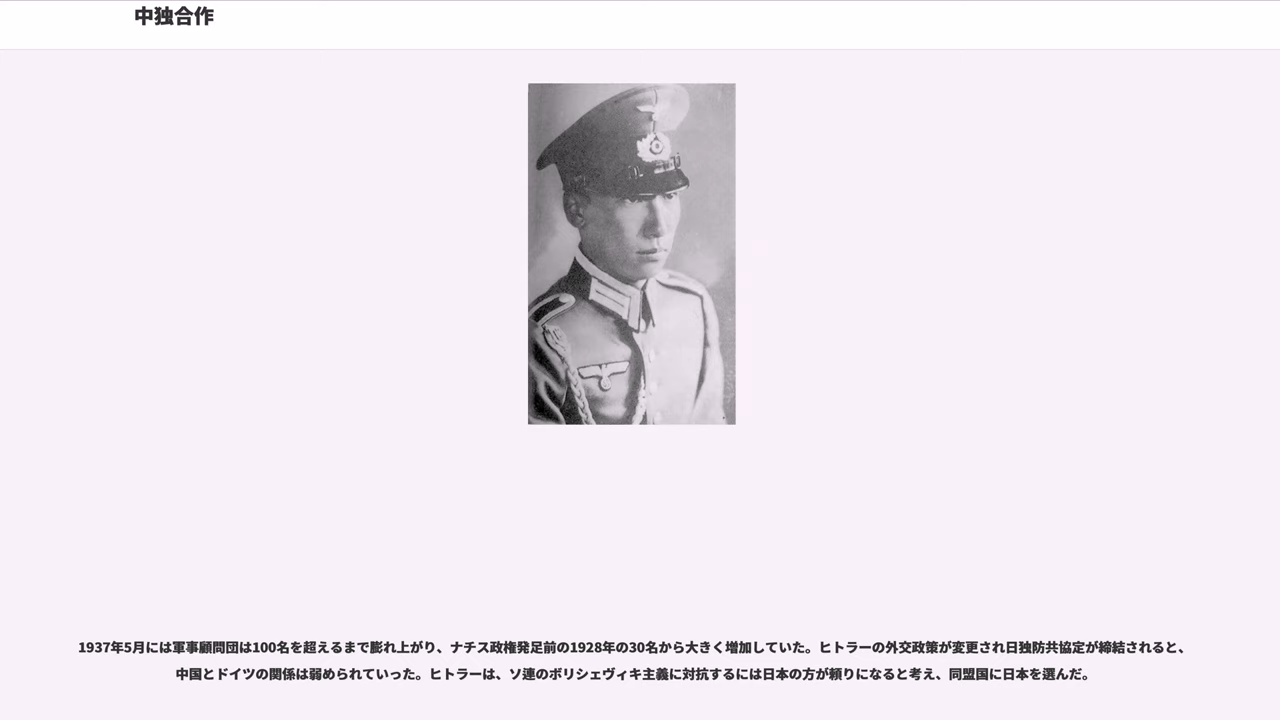 中独合作
1937年5月には軍事顧問団は100名を超えるまで膨れ上がり、ナチス政権発足前の1928年の30名から大きく増加していた。ヒトラーの外交政策が変更され日独防共協定が締結されると、
中国とドイツの関係は弱められていった。ヒトラーは、ソ連のボリシェヴィキ主義に対抗するには日本の方が頼りになると考え、同盟国に日本を選んだ。